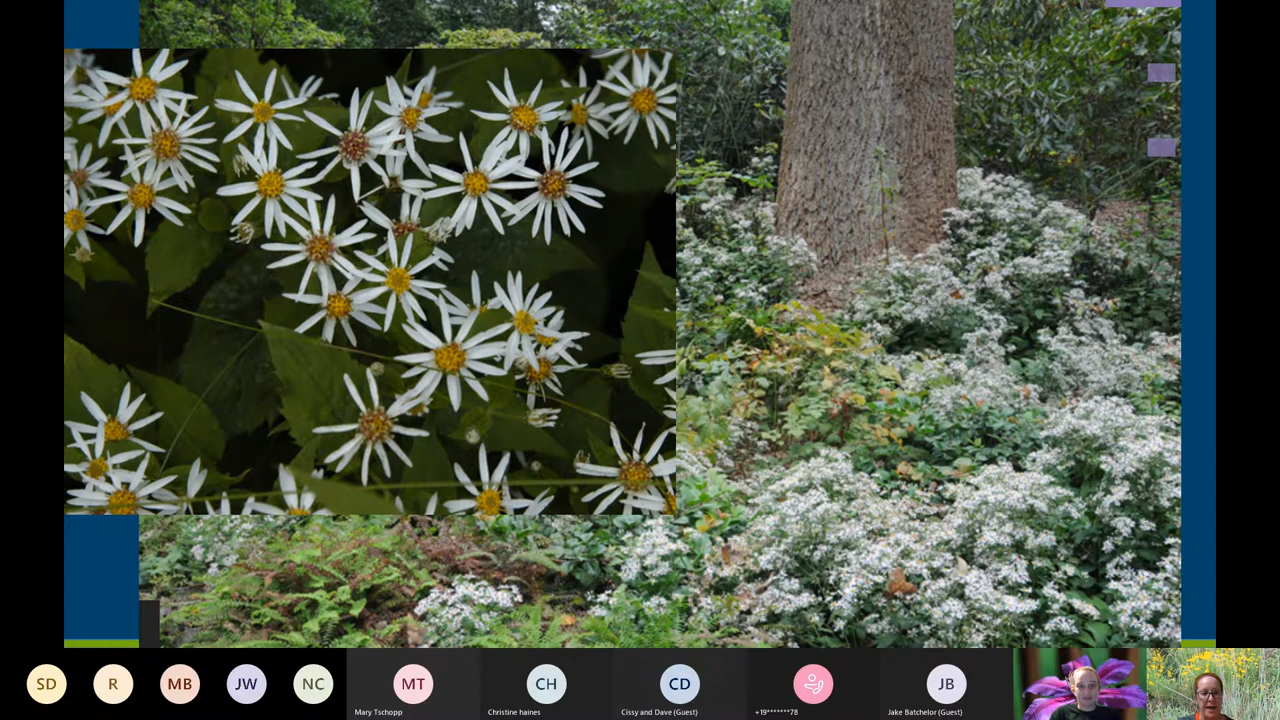 SD
R
MB
JW
NC
MT
CH
CD
JB
Mary Tschopp
Christine haines
Cissy and Dave (Guest)
+19*******78
Jake Batchelor (Guest)